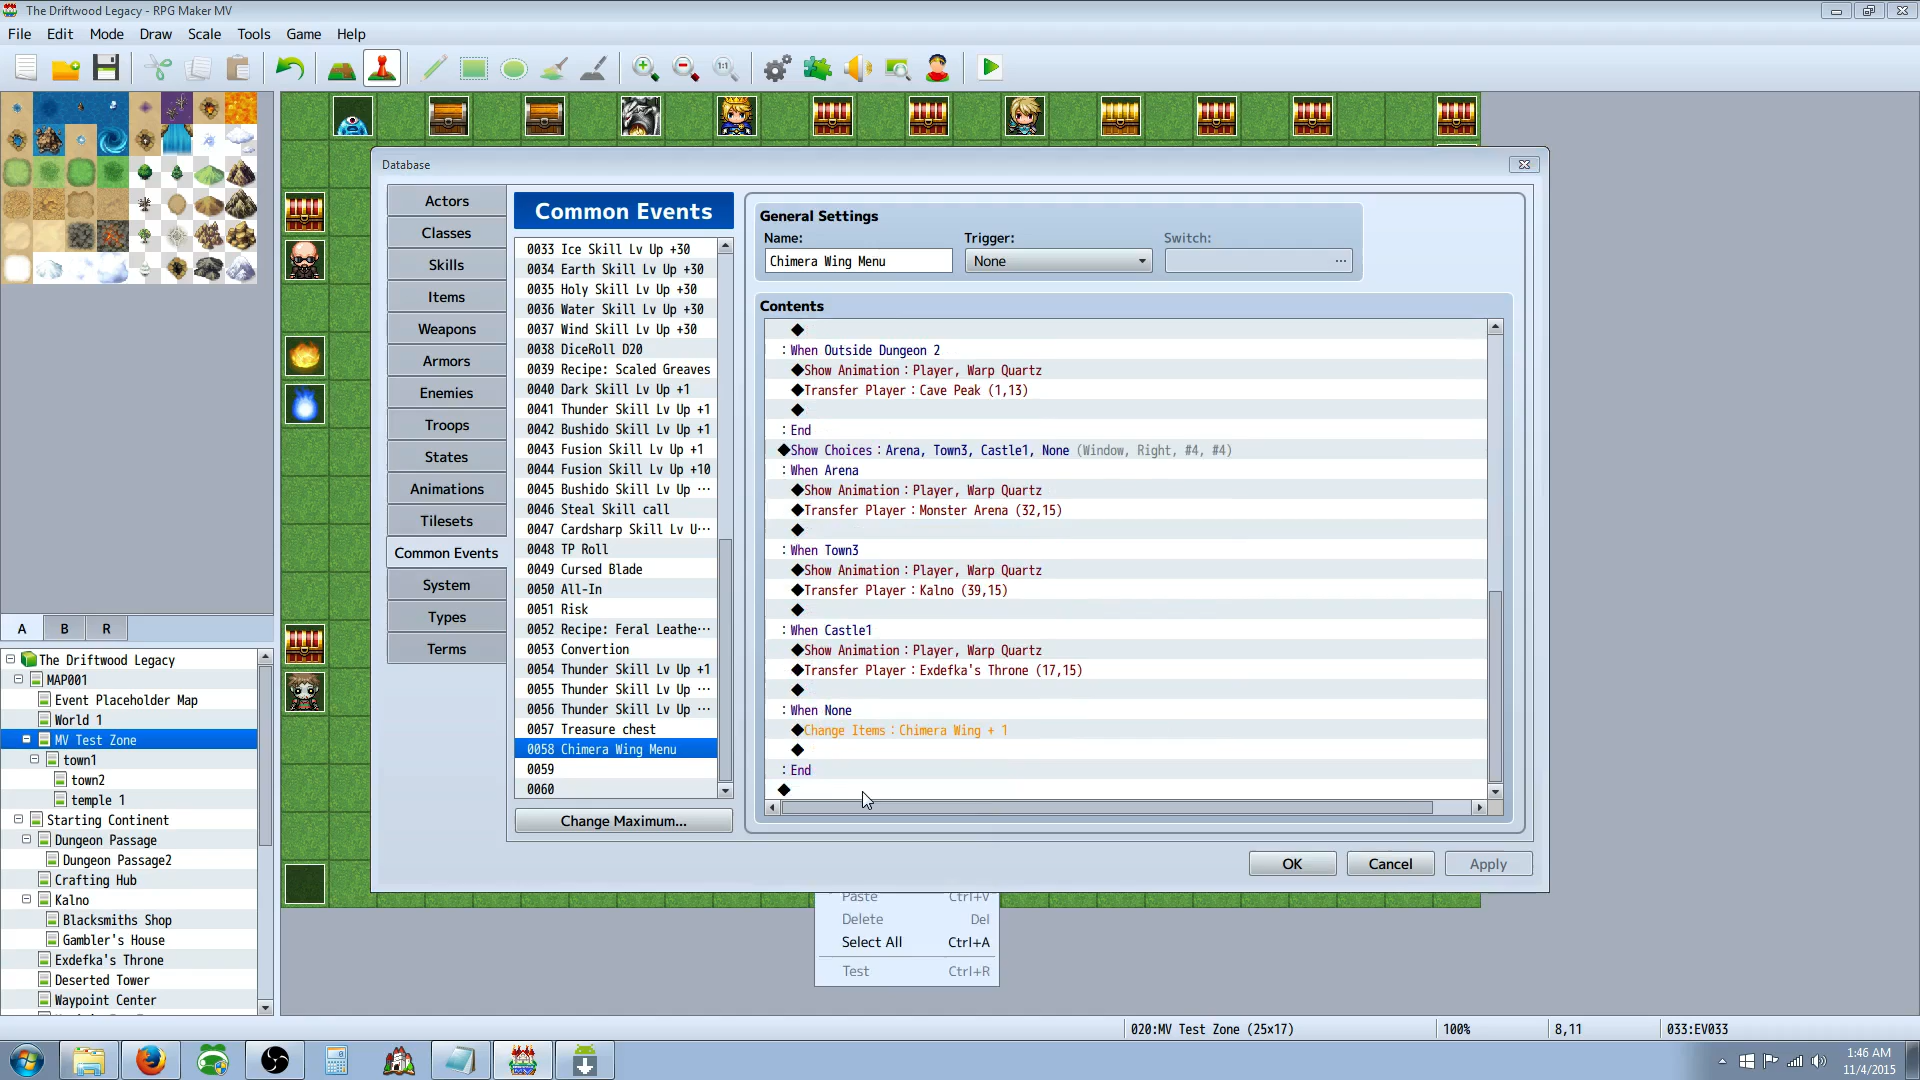 The Driftwood Legacy - RPG Maker MV
File Edit Mode Draw Scale Tools Game Help
1:1
Database
Actors
Classes
Skills
Items
Weapons
Armors
Enemies
Troops
States
Animations
Tilesets
Common Events
System
Types
Terms
Common Events
0033 Ice Skill Lv Up +30
0034 Earth Skill Lv Up +30
0035 Holy Skill Lv Up +30
0036 Water Skill Lv Up +30
0037 Wind Skill Lv Up +30
0038 DiceRoll D20
0039 Recipe: Scaled Greaves
0040 Dark Skill Lv Up +1
0041 Thunder Skill Lv Up +1
0042 Bushido Skill Lv Up +1
0043 Fusion Skill Lv Up +1
0044 Fusion Skill Lv Up +10
0045 Bushido Skill Lv Up ···
0046 Steal Skill call
0047 Cardsharp Skill Lv U···
0048 TP Roll
0049 Cursed Blade
0050 All-In
0051 Risk
0052 Recipe: Feral Leathe···
0053 Convertion
0054 Thunder Skill Lv Up +1
0055 Thunder Skill Lv Up ···
0056 Thunder Skill Lv Up ···
0057 Treasure chest
0058 Chimera Wing Menu
0059
0060
Change Maximum...
General Settings
Name: Trigger: Switch:
Chimera Wing Menu None ...
Contents
◆
: When Outside Dungeon 2
◆Show Animation : Player, Warp Quartz
◆Transfer Player : Cave Peak (1,13)
◆
: End
◆Show Choices : Arena, Town3, Castle1, None (Window, Right, #4, #4)
: When Arena
◆Show Animation : Player, Warp Quartz
◆Transfer Player : Monster Arena (32,15)
◆
: When Town3
◆Show Animation : Player, Warp Quartz
◆Transfer Player : Kalno (39,15)
◆
: When Castle1
◆Show Animation : Player, Warp Quartz
◆Transfer Player : Exdefka's Throne (17,15)
◆
: When None
◆Change Items : Chimera Wing + 1
◆
: End
◆
OK Cancel Apply
Paste Ctrl+V
Delete Del
Select All Ctrl+A
Test Ctrl+R
A B R
The Driftwood Legacy
MAP001
Event Placeholder Map
World 1
MV Test Zone
town1
town2
temple 1
Starting Continent
Dungeon Passage
Dungeon Passage2
Crafting Hub
Kalno
Blacksmiths Shop
Gambler's House
Exdefka's Throne
Deserted Tower
Waypoint Center
020:MV Test Zone (25x17) 100% 8,11 033:EV033
1:46 AM
11/4/2015